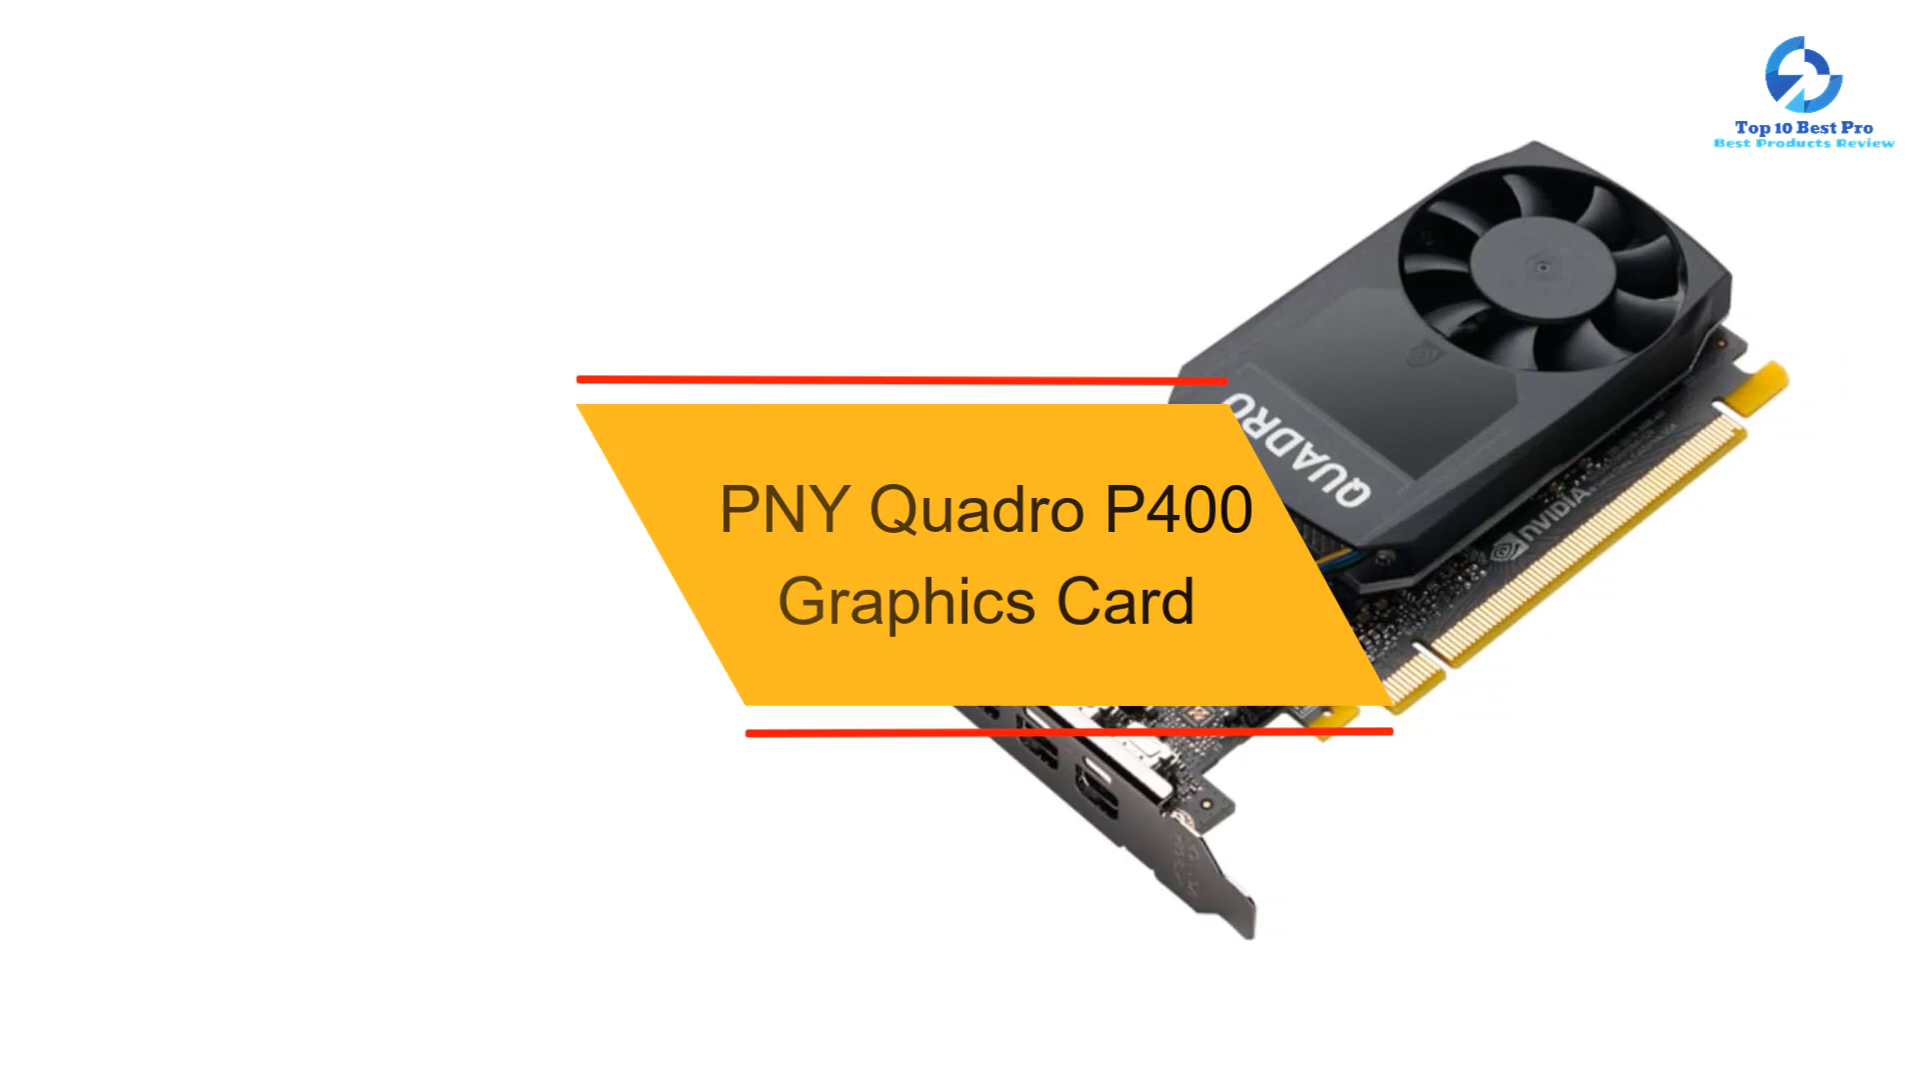 Top 10 Best Pro
Best Products Review
QUADRO
PNY Quadro P400
Graphics Card
NVIDIA